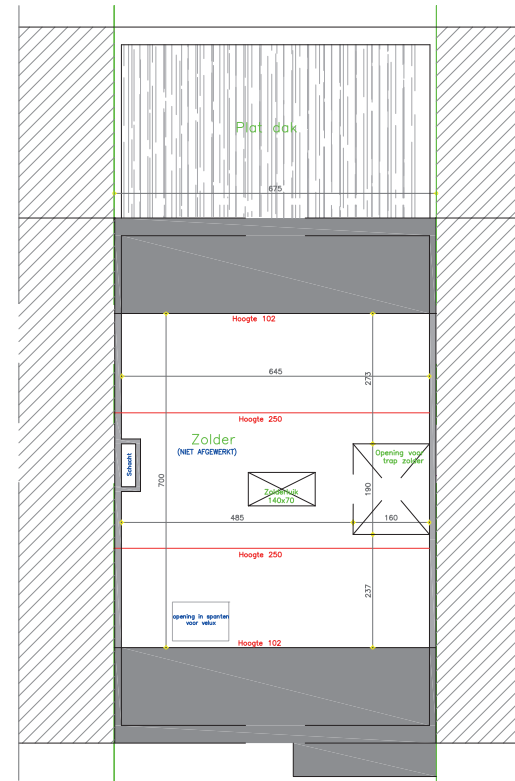 Plat dak
675
Hoogte 102
645
273
Hoogte 250
Zolder
(NIET AFGEWERKT)
Opening voor
trap zolder
Schacht
700
190
Zolderluik
140x70
485
160
Hoogte 250
237
opening in spanten
voor velux
Hoogte 102